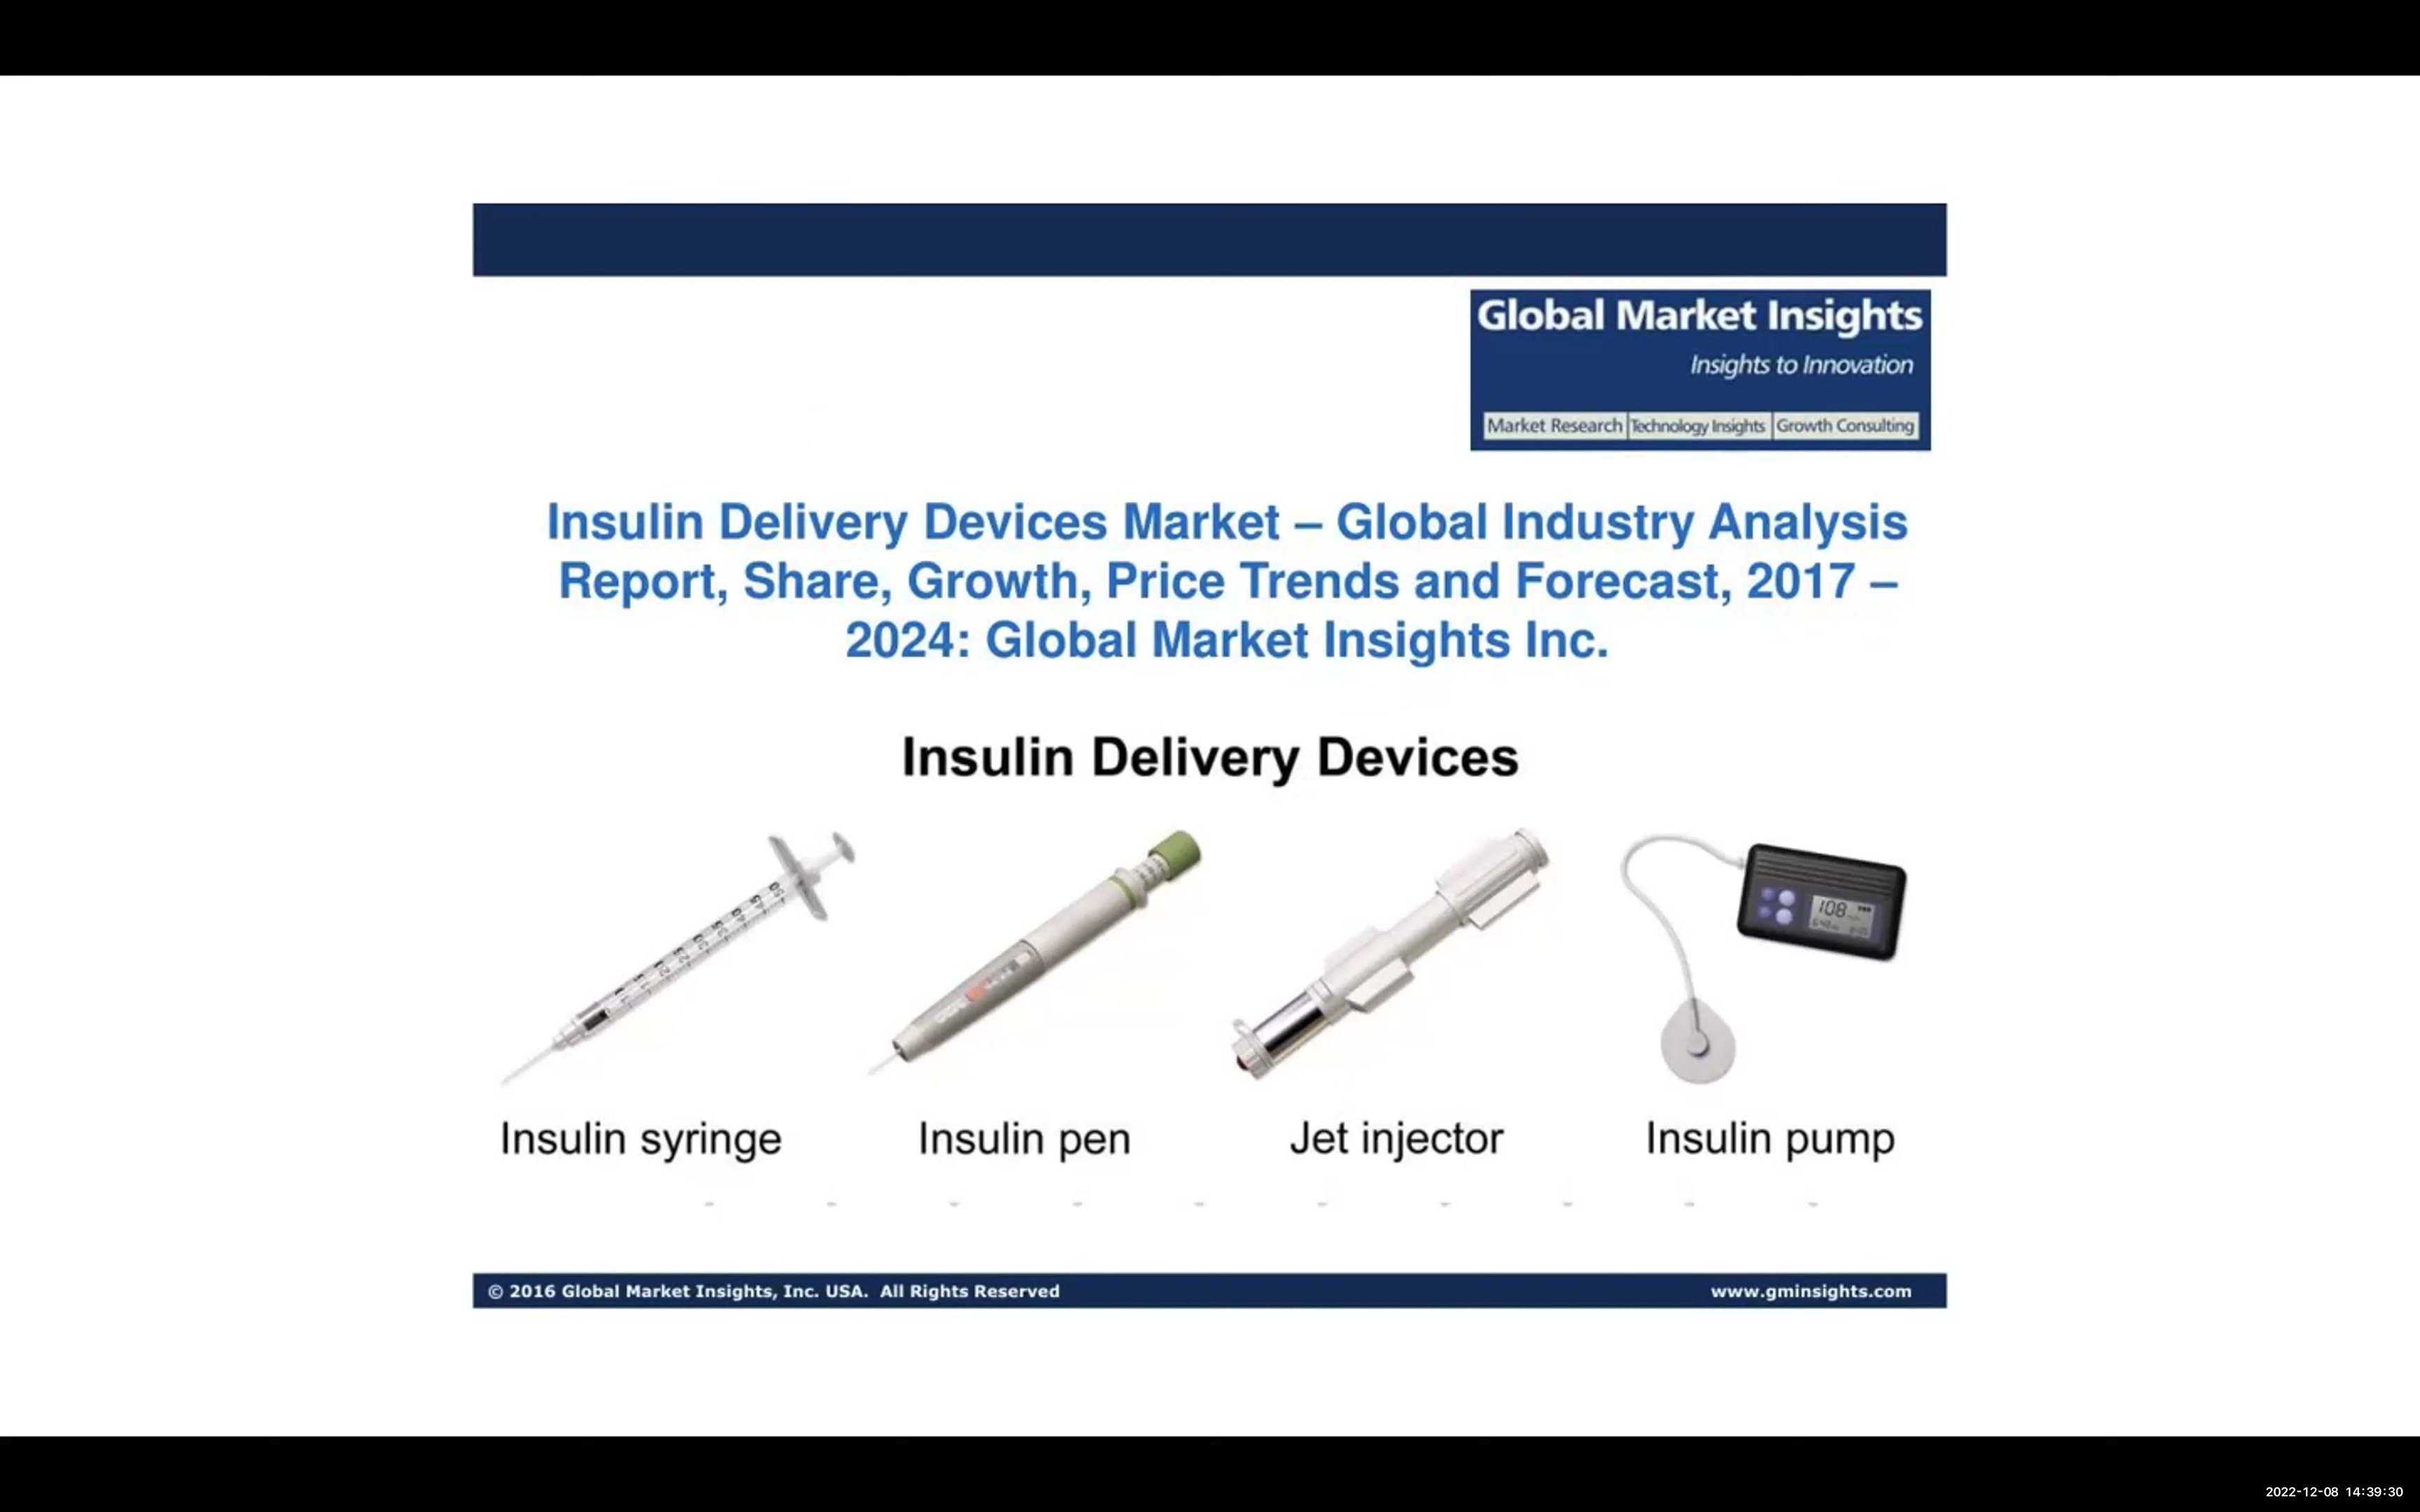 Global Market Insights
Insights to Innovation
Market Research Technology Insights Growth Consulting
Insulin Delivery Devices Market – Global Industry Analysis
Report, Share, Growth, Price Trends and Forecast, 2017 –
2024: Global Market Insights Inc.
Insulin Delivery Devices
108
Insulin syringe Insulin pen Jet injector Insulin pump
© 2016 Global Market Insights, Inc. USA. All Rights Reserved www.gminsights.com
2022-12-08 14:39:30